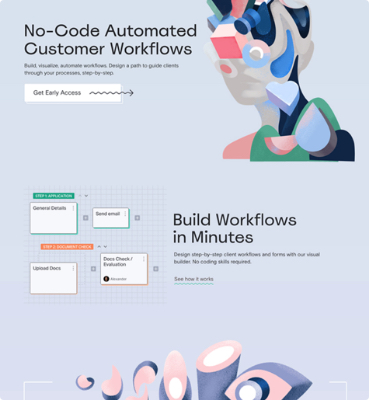 No-Code Automated
Customer Workflows
Build, visualize, automate workflows. Design a path to guide clients
through your processes, step-by-step.
Get Early Access
STEP 1: APPLICATION
General Details
Send email
STEP 2: DOCUMENT CHECK
Upload Docs
Docs Check /
Evaluation
Alexander
Build Workflows
in Minutes
Design step-by-step client workflows and forms with our visual
builder. No coding skills required.
See how it works